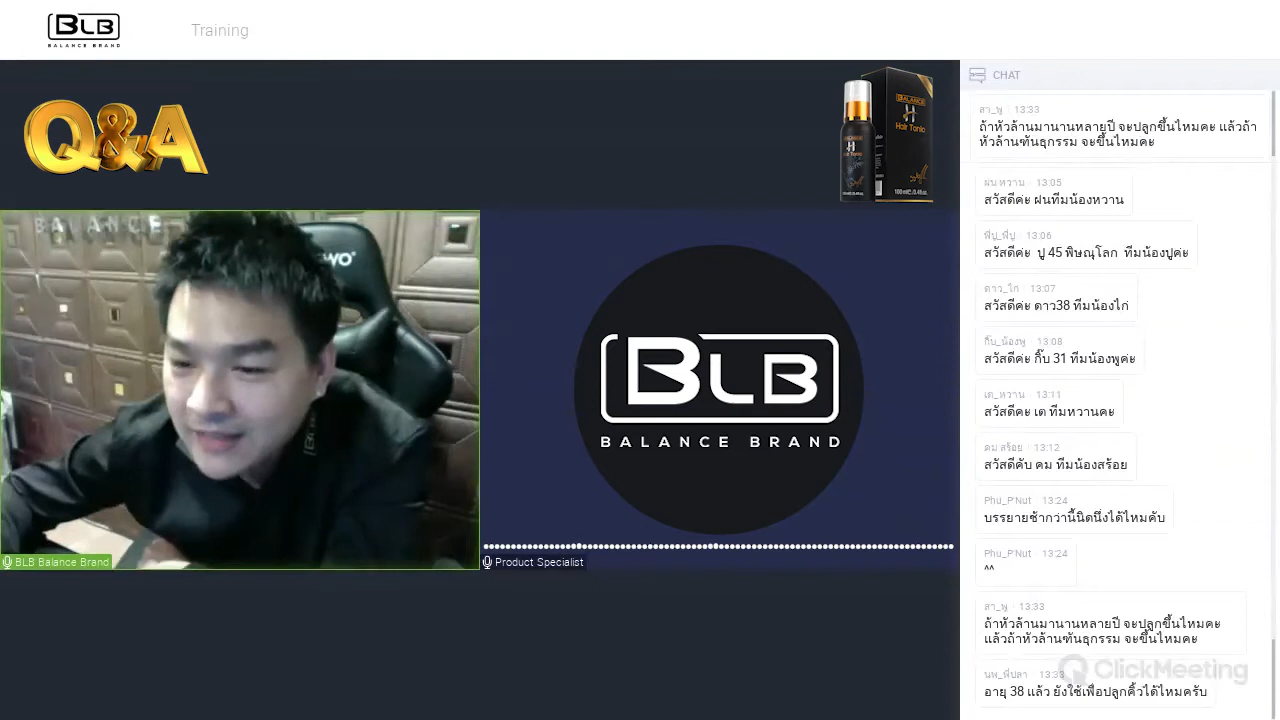 BLB
BALANCE BRAND
Training
CHAT
Q&A
BALANCE
H
Hair Tonic
BALANCE
H
Hair Tonic
สา_พู 13:33
ถ้าหัวล้านมานานหลายปี จะปลูกขึ้นไหมคะ แล้วถ้า
หัวล้านฑันธุกรรม จะขึ้นไหมคะ
ฝน หวาน 13:05
สวัสดีค่ะ ฝนทีมน้องหวาน
พี่ปู_พี่ปู 13:06
สวัสดีค่ะ ปู 45 พิษณุโลก ทีมน้องปูค่ะ
ดาว_ไก่ 13:07
สวัสดีค่ะ ดาว38 ทีมน้องไก่
กิ๊บ_น้องพู 13:08
สวัสดีค่ะ กิ๊บ 31 ทีมน้องพูค่ะ
เต_หวาน 13:11
สวัสดีคะ เต ทีมหวานคะ
คม สร้อย 13:12
สวัสดีคับ คม ทีมน้องสร้อย
Phu_P'Nut 13:24
บรรยายช้ากว่านี้นิดนึงได้ไหมคับ
Phu_P'Nut 13:24
^^
สา_พู 13:33
ถ้าหัวล้านมานานหลายปี จะปลูกขึ้นไหมคะ
แล้วถ้าหัวล้านฑันธุกรรม จะขึ้นไหมคะ
นพ_พี่ปลา 13:33
อายุ 38 แล้ว ยังใช้เพื่อปลูกคิ้วได้ไหมครับ
ClickMeeting
BALANCE
BLB
BALANCE BRAND
BLB Balance Brand
Product Specialist